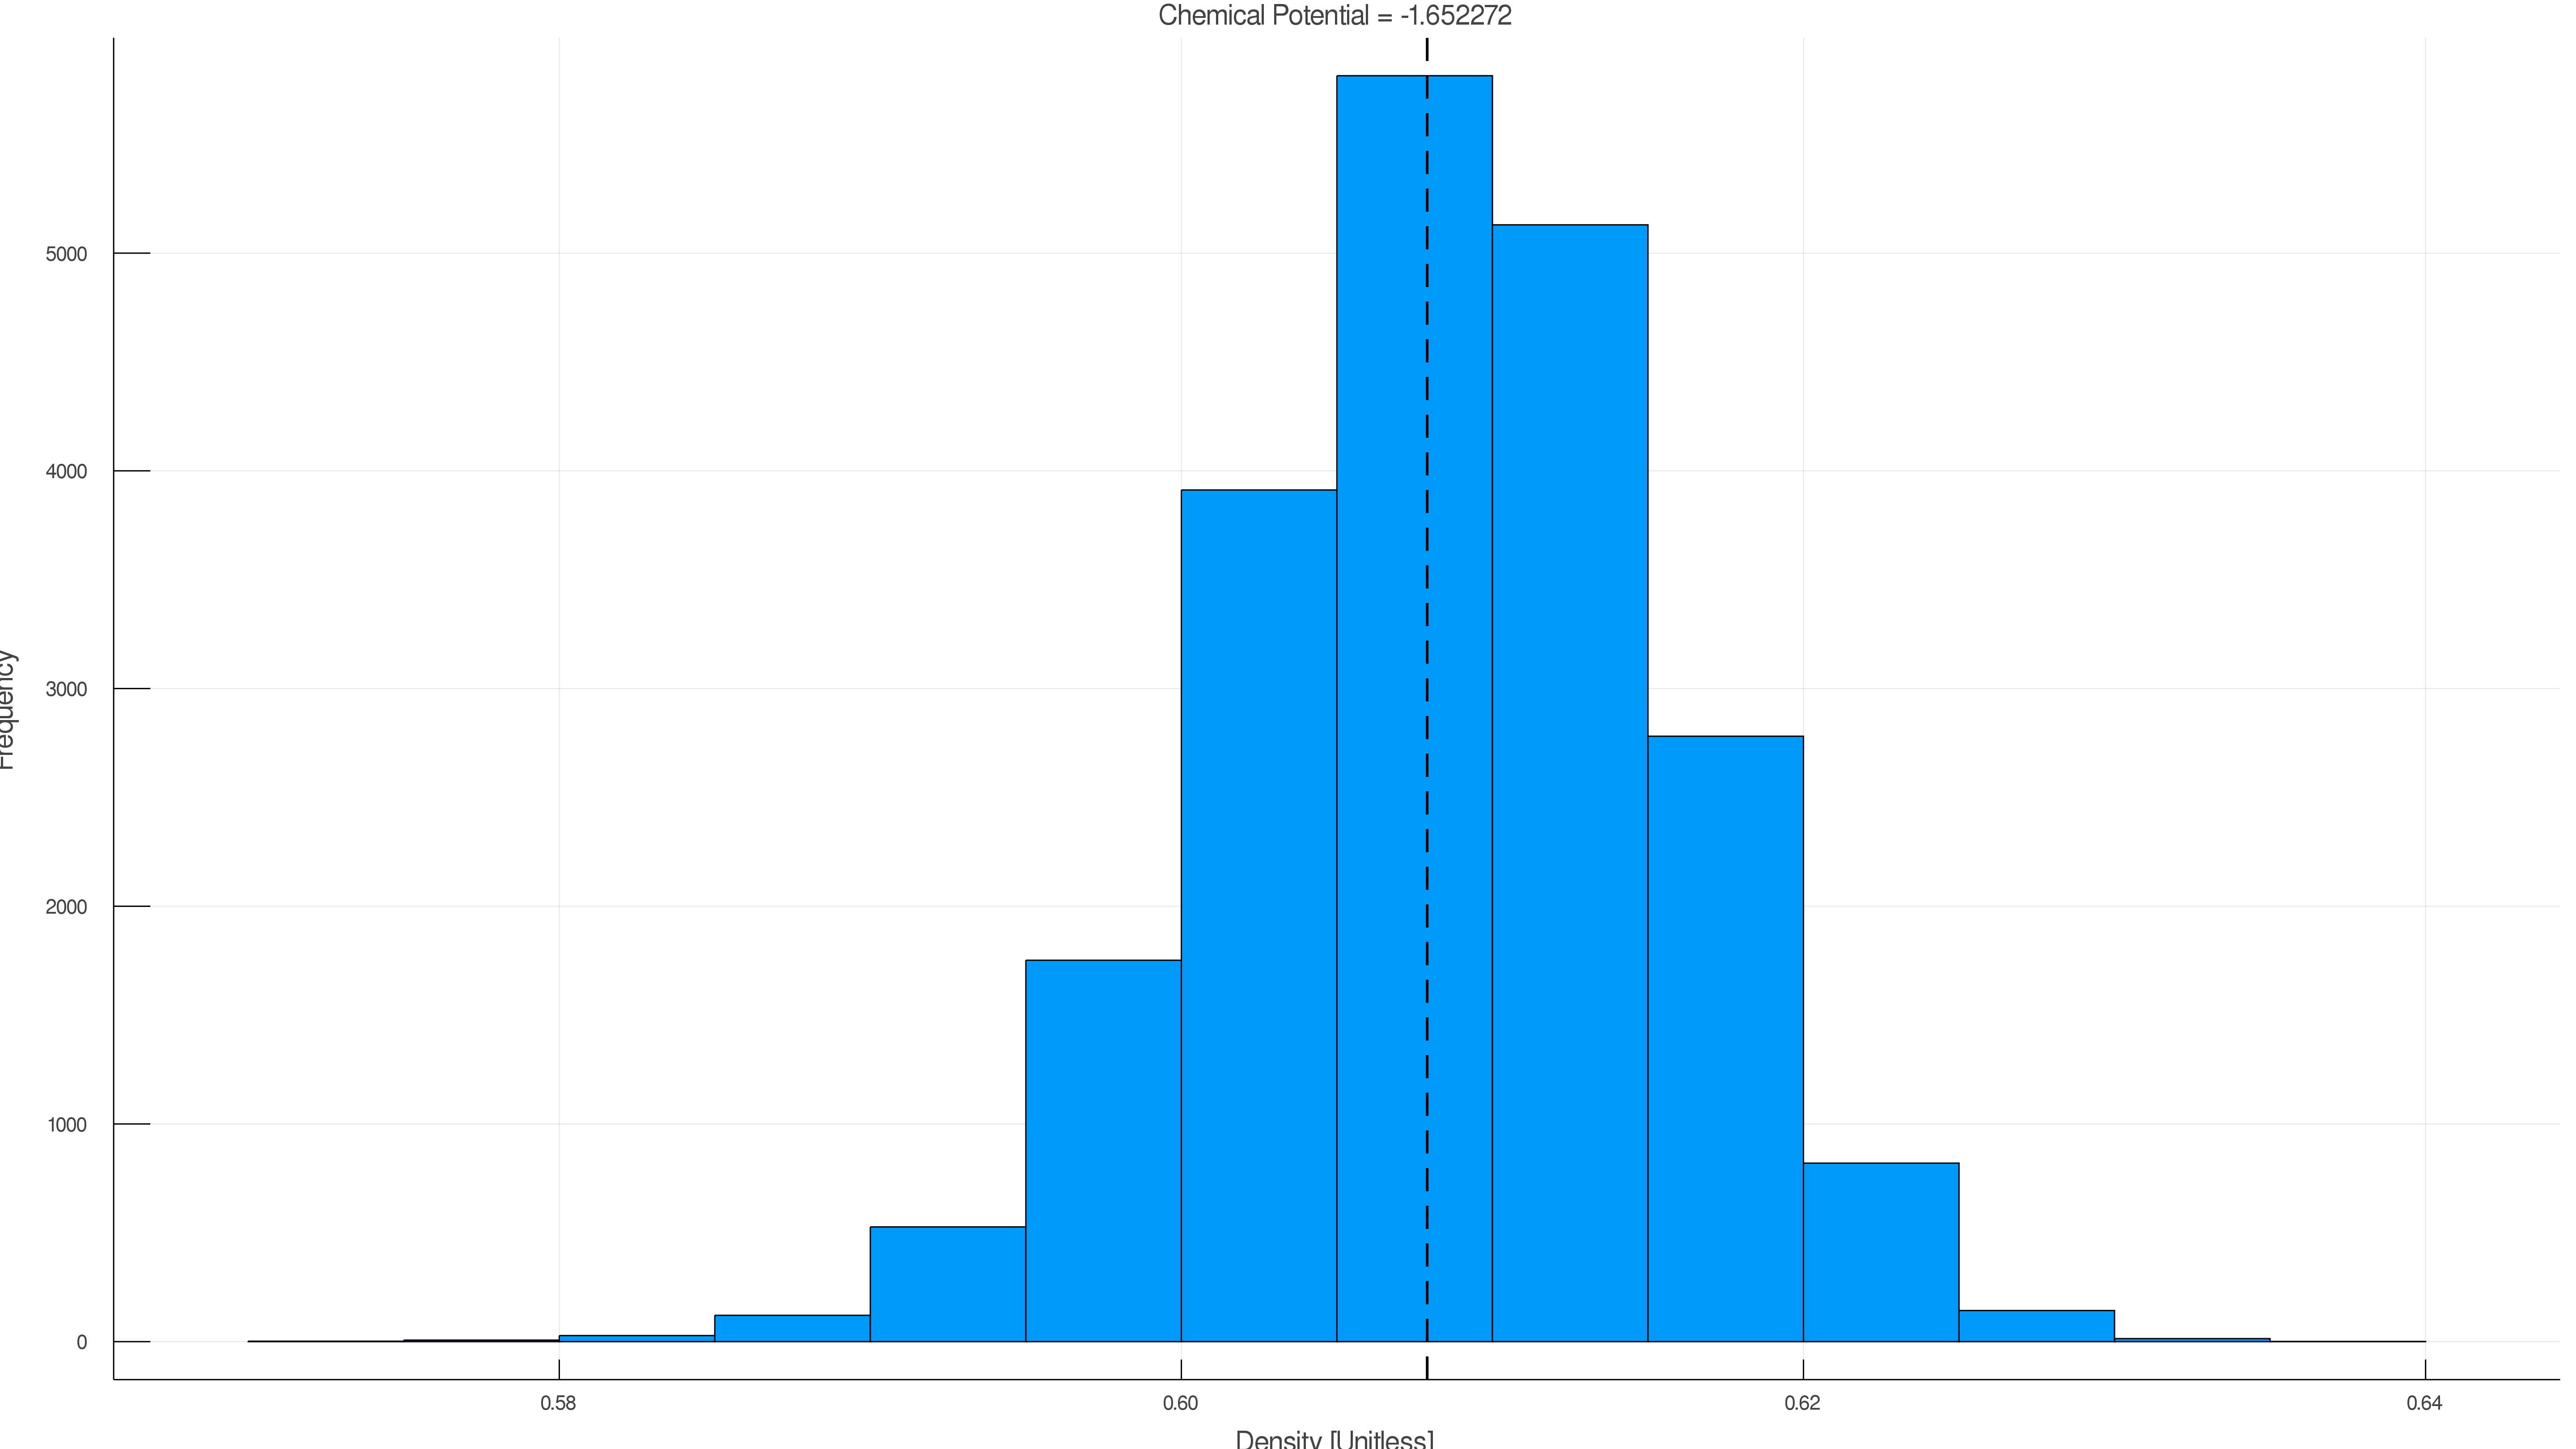 Chemical Potential = -1.652272
5000
4000
3000
2000
1000
0
Frequency
0.58 0.60 0.62 0.64
Density [Unitless]